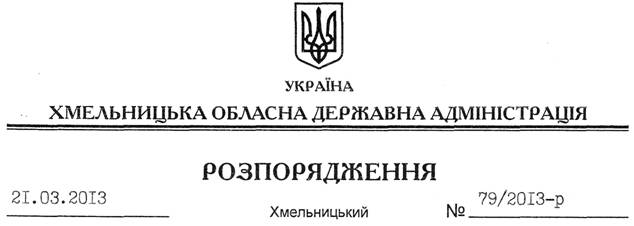 УКРАЇНА
ХМЕЛЬНИЦЬКА ОБЛАСНА ДЕРЖАВНА АДМІНІСТРАЦІЯ
РОЗПОРЯДЖЕННЯ
21.03.2013 Хмельницький № 79/2013-р